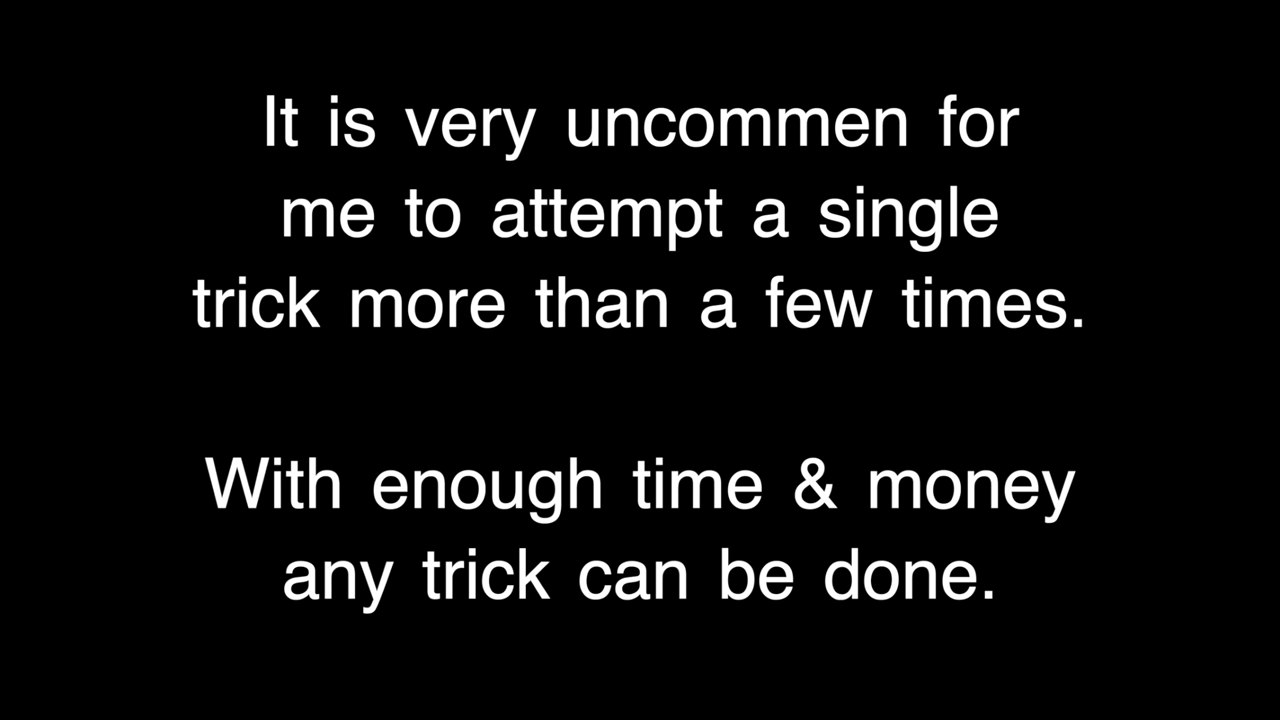 It is very uncommen for
me to attempt a single
trick more than a few times.
With enough time & money
any trick can be done.